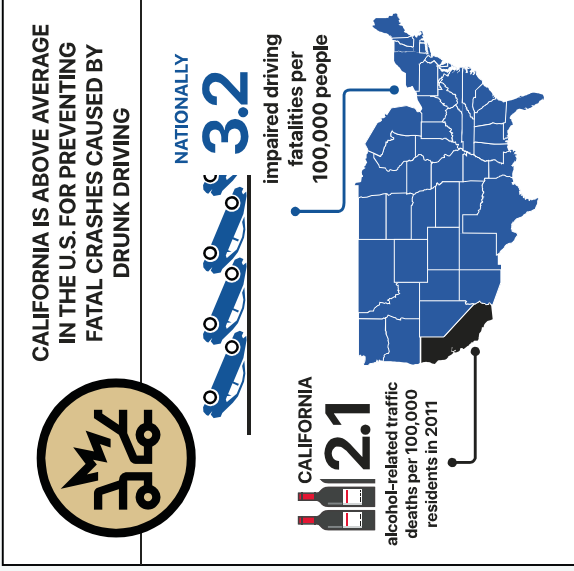 CALIFORNIA IS ABOVE AVERAGE
IN THE U.S. FOR PREVENTING
FATAL CRASHES CAUSED BY
DRUNK DRIVING
CALIFORNIA
2.1
alcohol-related traffic
deaths per 100,000
residents in 2011
NATIONALLY
3.2
impaired driving
fatalities per
100,000 people